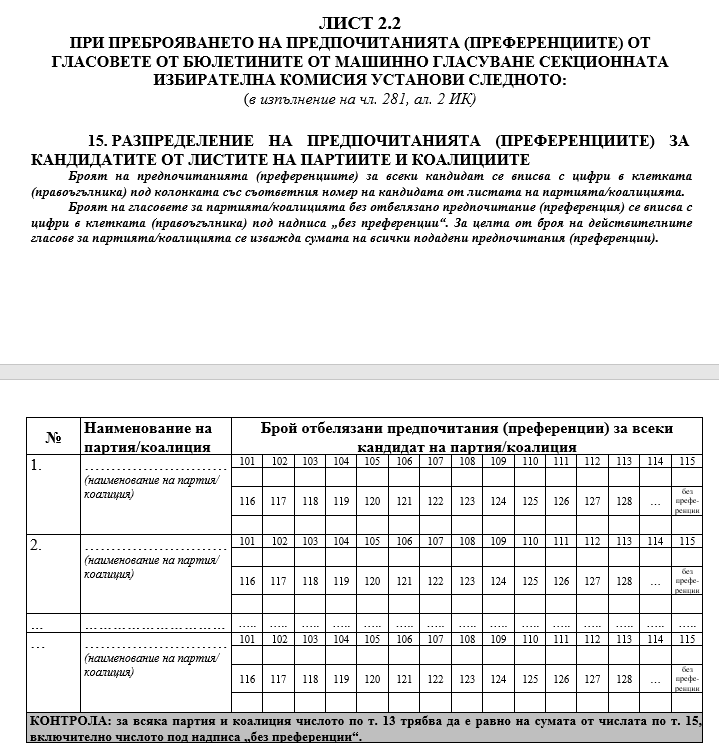 ЛИСТ 2.2
ПРИ ПРЕБРОЯВАНЕТО НА ПРЕДПОЧИТАНИЯТА (ПРЕФЕРЕНЦИИТЕ) ОТ
ГЛАСОВЕТЕ ОТ БЮЛЕТИНИТЕ ОТ МАШИННО ГЛАСУВАНЕ СЕКЦИОННАТА
ИЗБИРАТЕЛНА КОМИСИЯ УСТАНОВИ СЛЕДНОТО:
(в изпълнение на чл. 281, ал. 2 ИК)
15. РАЗПРЕДЕЛЕНИЕ НА ПРЕДПОЧИТАНИЯТА (ПРЕФЕРЕНЦИИТЕ) ЗА
КАНДИДАТИТЕ ОТ ЛИСТИТЕ НА ПАРТИИТЕ И КОАЛИЦИИТЕ
Броят на предпочитанията (преференциите) за всеки кандидат се вписва с цифри в клетката
(правоъгълника) под колонката със съответния номер на кандидата от листата на партията/коалицията.
Броят на гласовете за партията/коалицията без отбелязано предпочитание (преференция) се вписва с
цифри в клетката (правоъгълника) под надписа „без преференции“. За целта от броя на действителните
гласове за партията/коалицията се изважда сумата на всички подадени предпочитания (преференции).
№ Наименование на партия/коалиция Брой отбелязани предпочитания (преференции) за всеки
кандидат на партия/коалиция
1. ……………………… 101 102 103 104 105 106 107 108 109 110 111 112 113 114 115
(наименование на партия/
коалиция)
116 117 118 119 120 121 122 123 124 125 126 127 128 … без префе-ренции
2. ……………………… 101 102 103 104 105 106 107 108 109 110 111 112 113 114 115
(наименование на партия/
коалиция)
116 117 118 119 120 121 122 123 124 125 126 127 128 … без префе-ренции
… ……………………… ….. ….. ….. ….. ….. ….. ….. ….. ….. ….. ….. ….. ….. ….. …..
… ……………………… 101 102 103 104 105 106 107 108 109 110 111 112 113 114 115
(наименование на партия/
коалиция)
116 117 118 119 120 121 122 123 124 125 126 127 128 … без префе-ренции
КОНТРОЛА: за всяка партия и коалиция числото по т. 13 трябва да е равно на сумата от числата по т. 15,
включително числото под надписа „без преференции“.